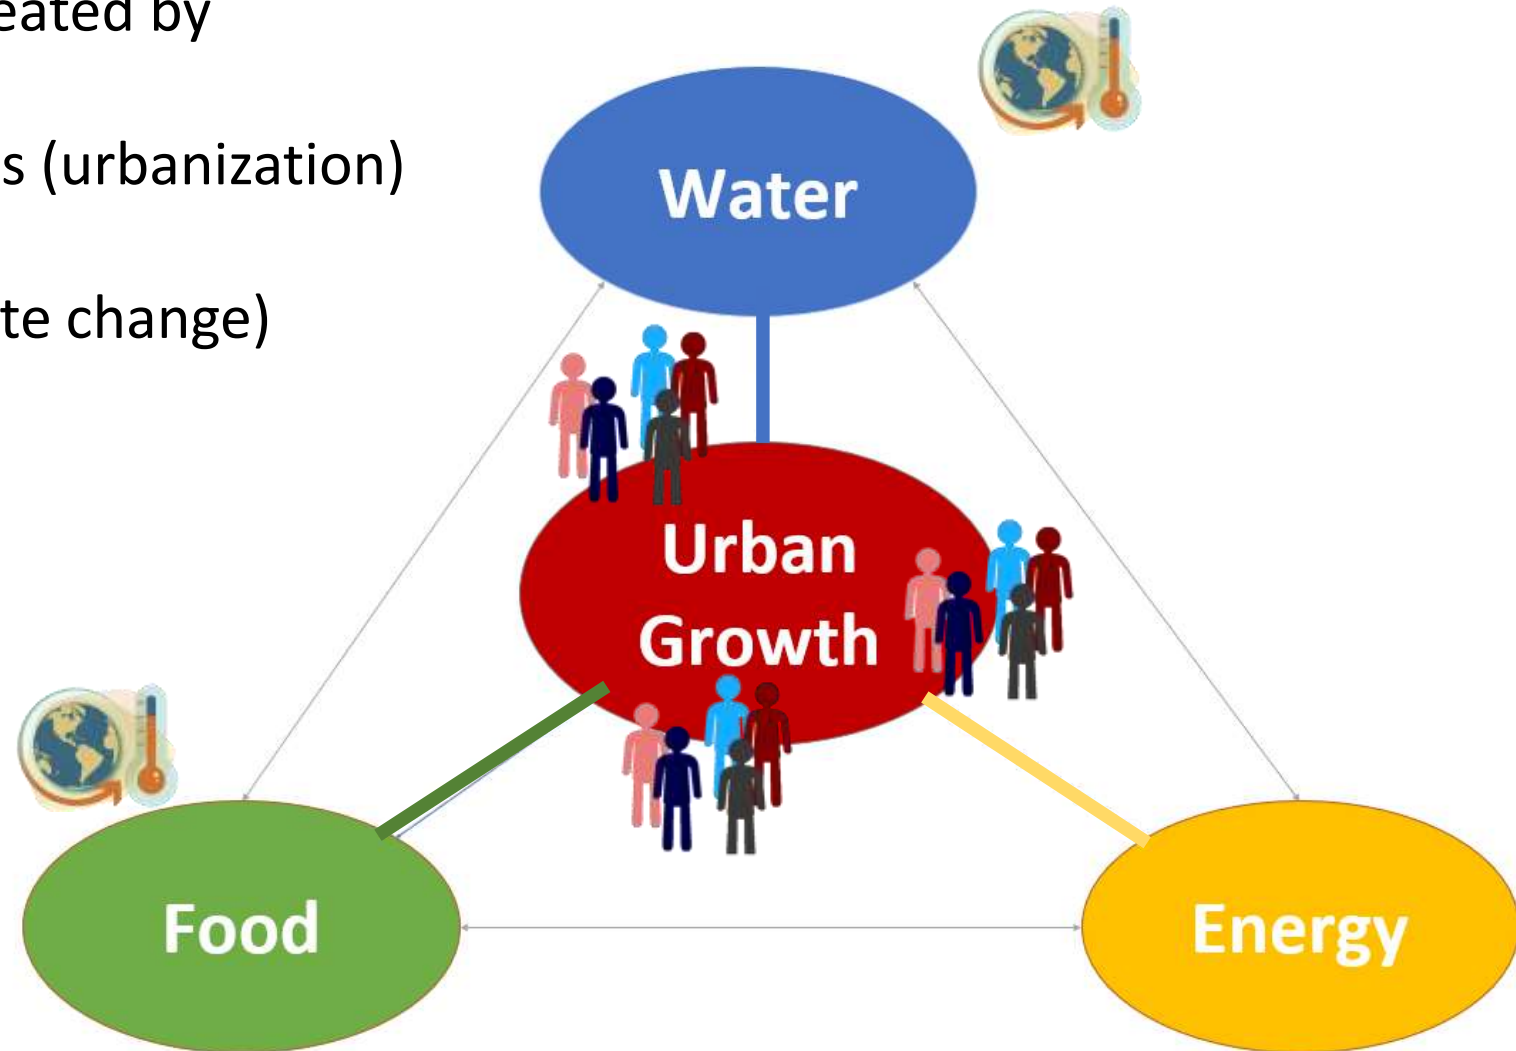 eated by
s (urbanization)
te change)
Water
Urban
Growth
Food
Energy